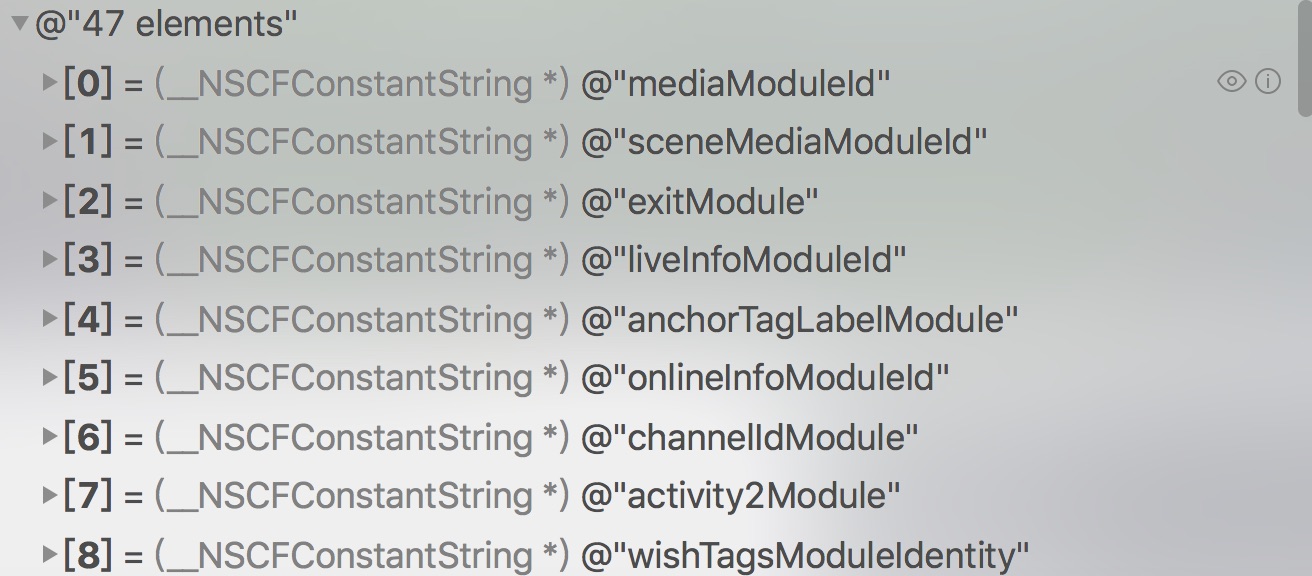 @"47 elements"
[0] = (__NSCFConstantString *) @"mediaModuleId"
[1] = (__NSCFConstantString *) @"sceneMediaModuleId"
[2] = (__NSCFConstantString *) @"exitModule"
[3] = (__NSCFConstantString *) @"liveInfoModuleId"
[4] = (__NSCFConstantString *) @"anchorTagLabelModule"
[5] = (__NSCFConstantString *) @"onlineInfoModuleId"
[6] = (__NSCFConstantString *) @"channelIdModule"
[7] = (__NSCFConstantString *) @"activity2Module"
[8] = (__NSCFConstantString *) @"wishTagsModuleIdentity"